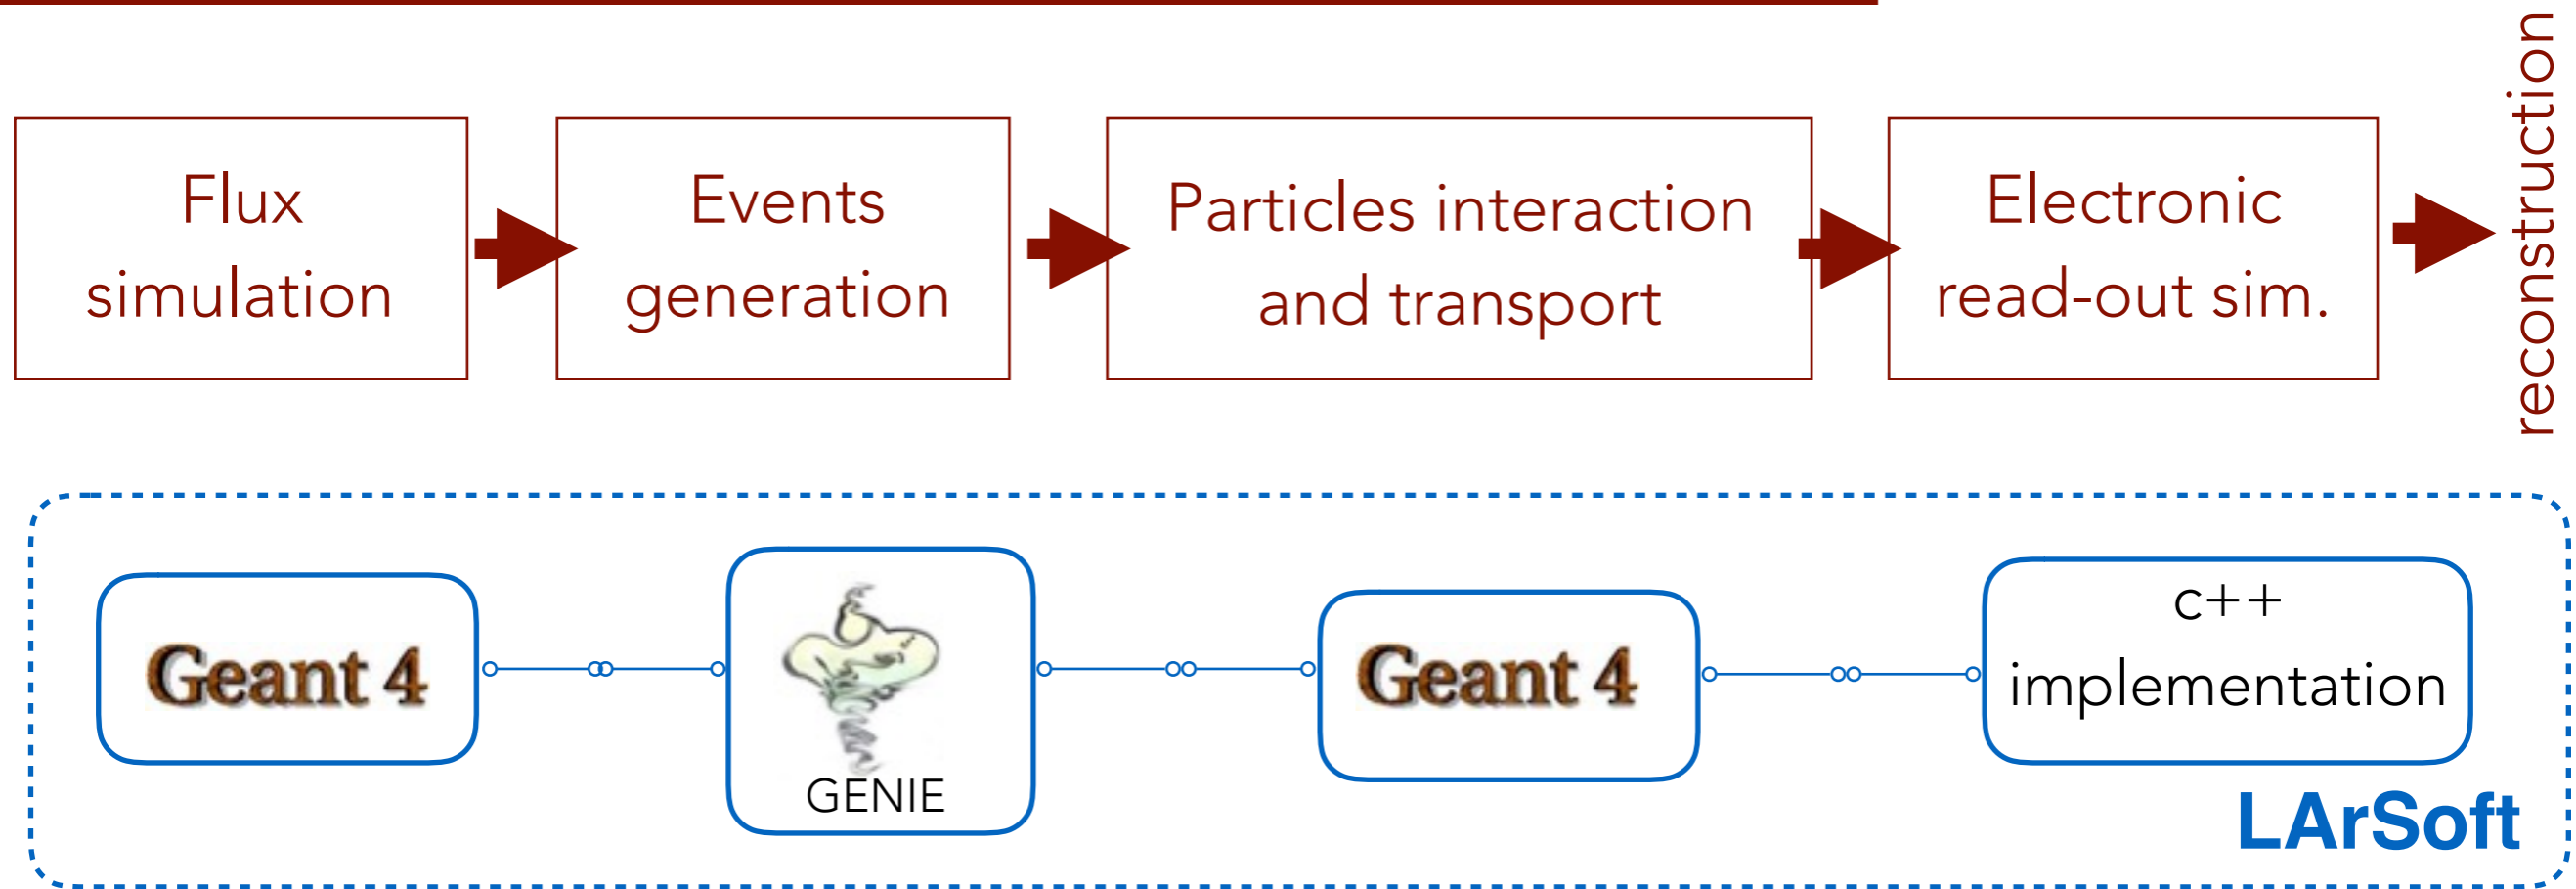 Flux
simulation
Events
generation
Particles interaction
and transport
Electronic
read-out sim.
reconstruction
Geant 4
GENIE
Geant 4
c++
implementation
LArSoft